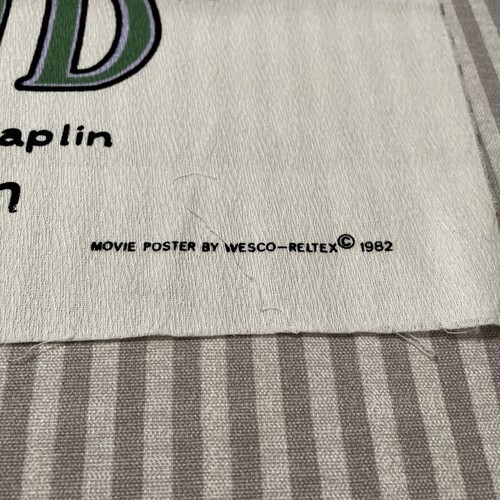 D
aplin
n
MOVIE POSTER BY WESCO-RELTEX© 1982